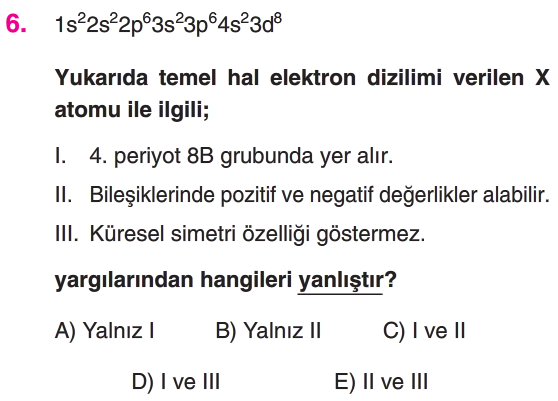 6. 1s²2s²2p⁶3s²3p⁶4s²3d⁸
Yukarıda temel hal elektron dizilimi verilen X
atomu ile ilgili;
I. 4. periyot 8B grubunda yer alır.
II. Bileşiklerinde pozitif ve negatif değerlikler alabilir.
III. Küresel simetri özelliği göstermez.
yargılarından hangileri yanlıştır?
A) Yalnız I B) Yalnız II C) I ve II
D) I ve III E) II ve III